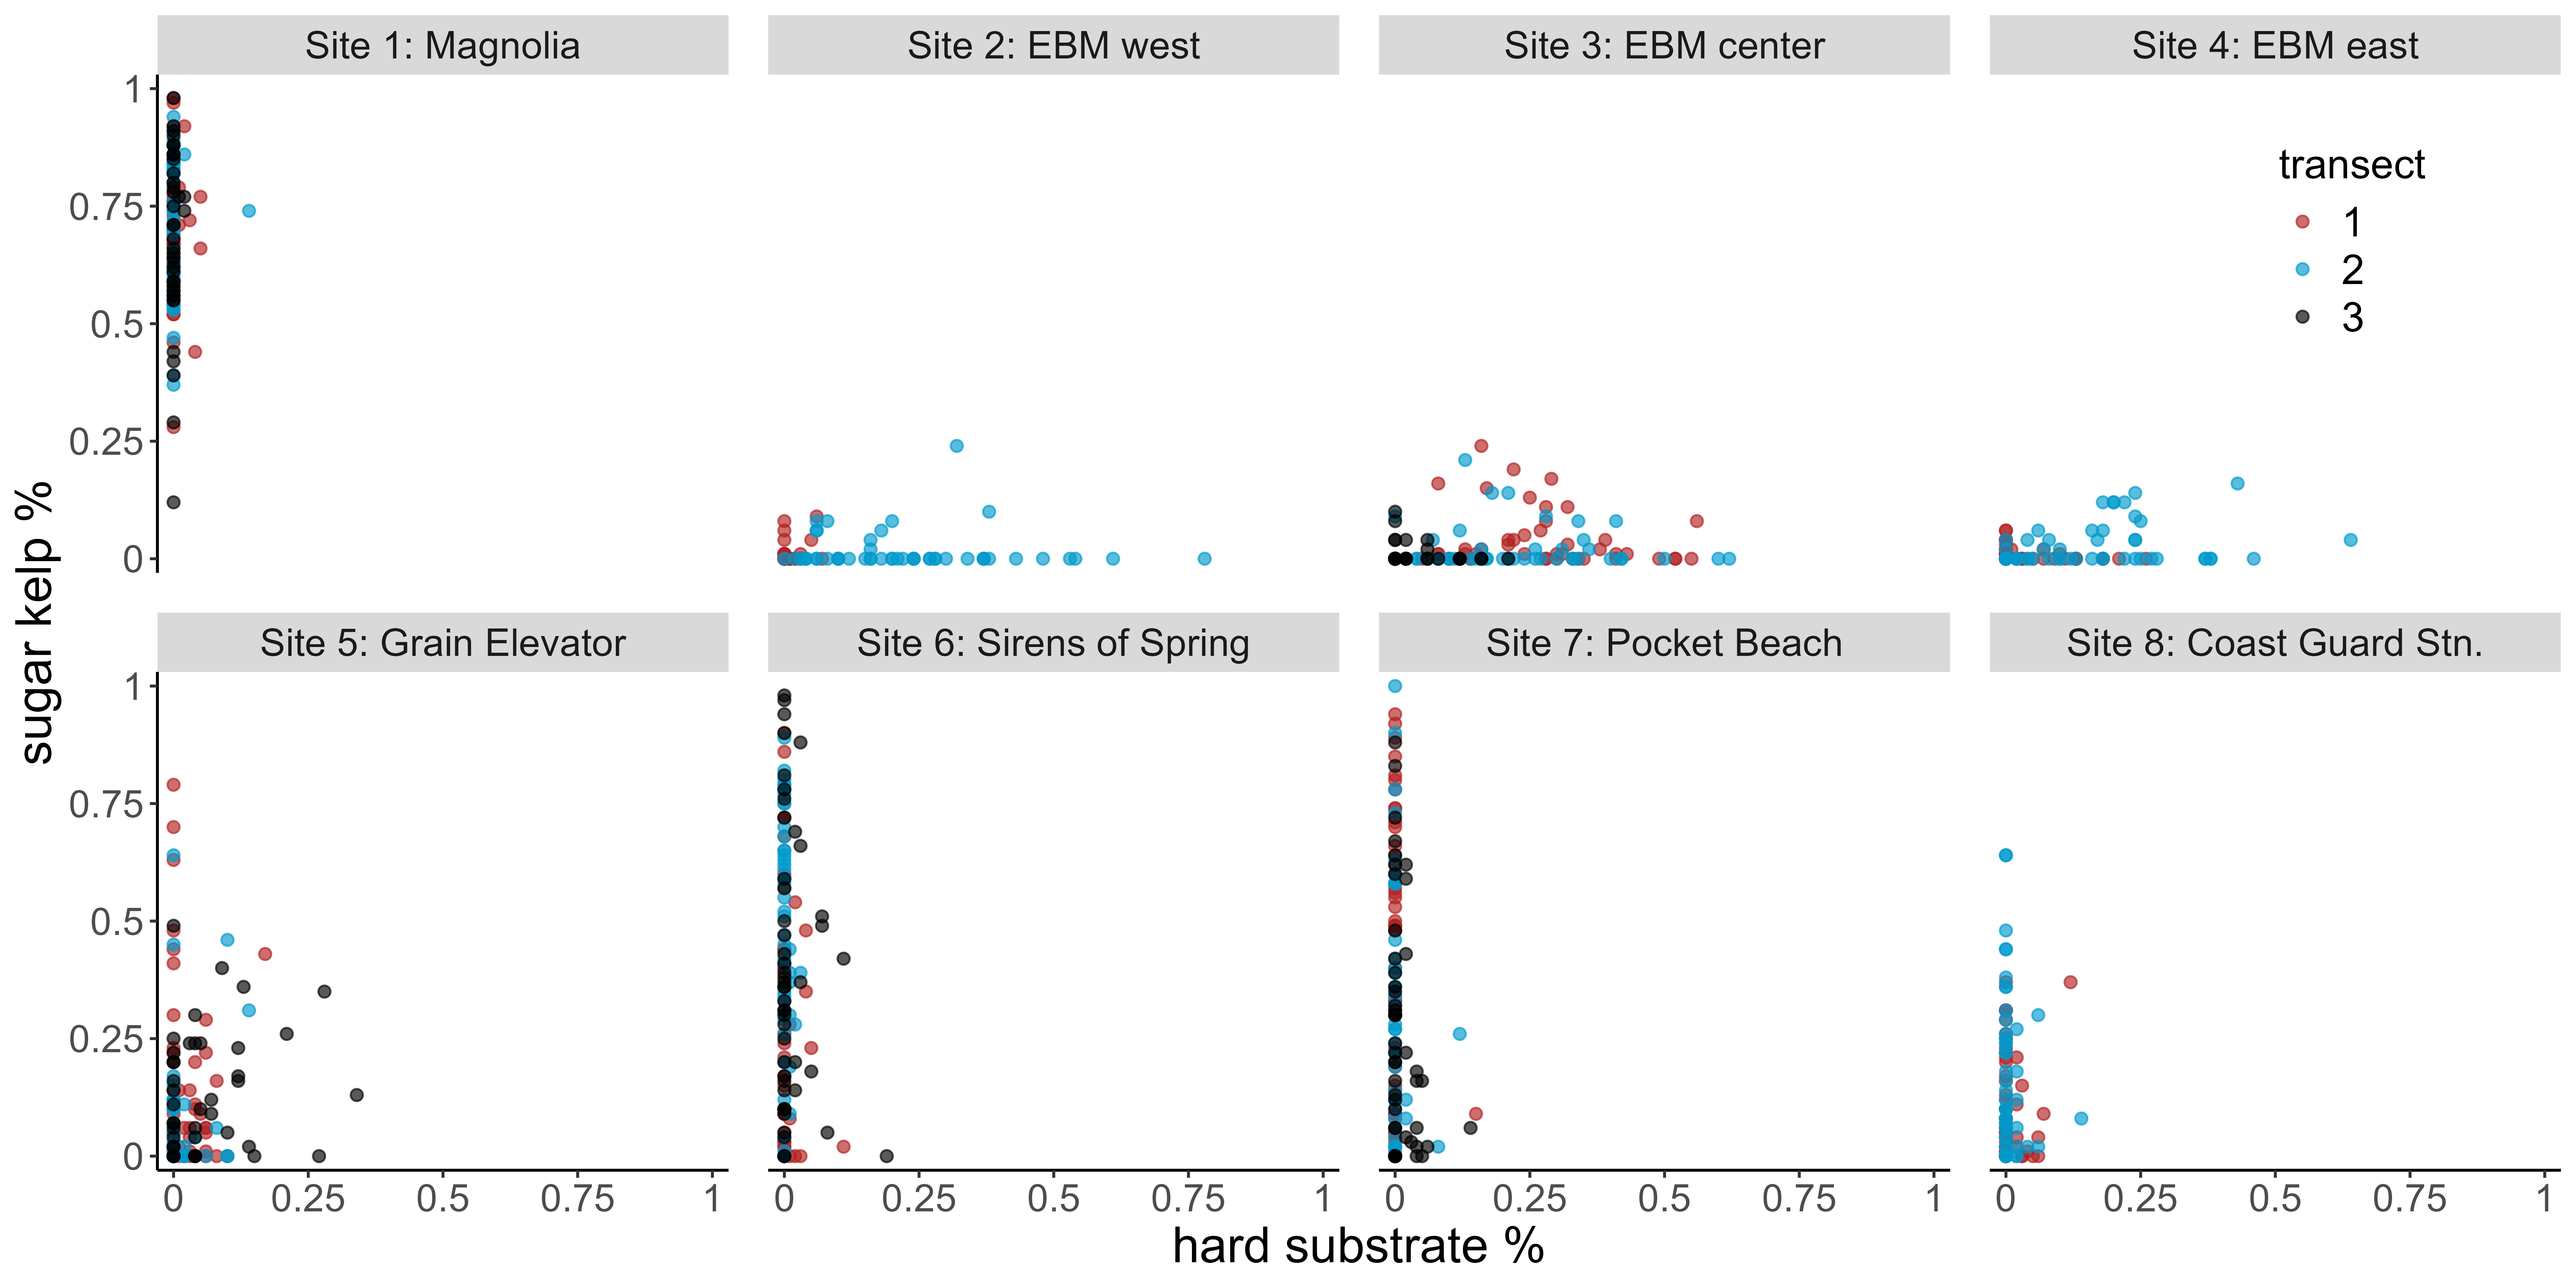 Site 1: Magnolia
Site 2: EBM west
Site 3: EBM center
Site 4: EBM east
1
0.75
0.5
0.25
0
transect
1
2
3
sugar kelp %
Site 5: Grain Elevator
Site 6: Sirens of Spring
Site 7: Pocket Beach
Site 8: Coast Guard Stn.
1
0.75
0.5
0.25
0
0 0.25 0.5 0.75 1
0 0.25 0.5 0.75 1
0 0.25 0.5 0.75 1
0 0.25 0.5 0.75 1
hard substrate %